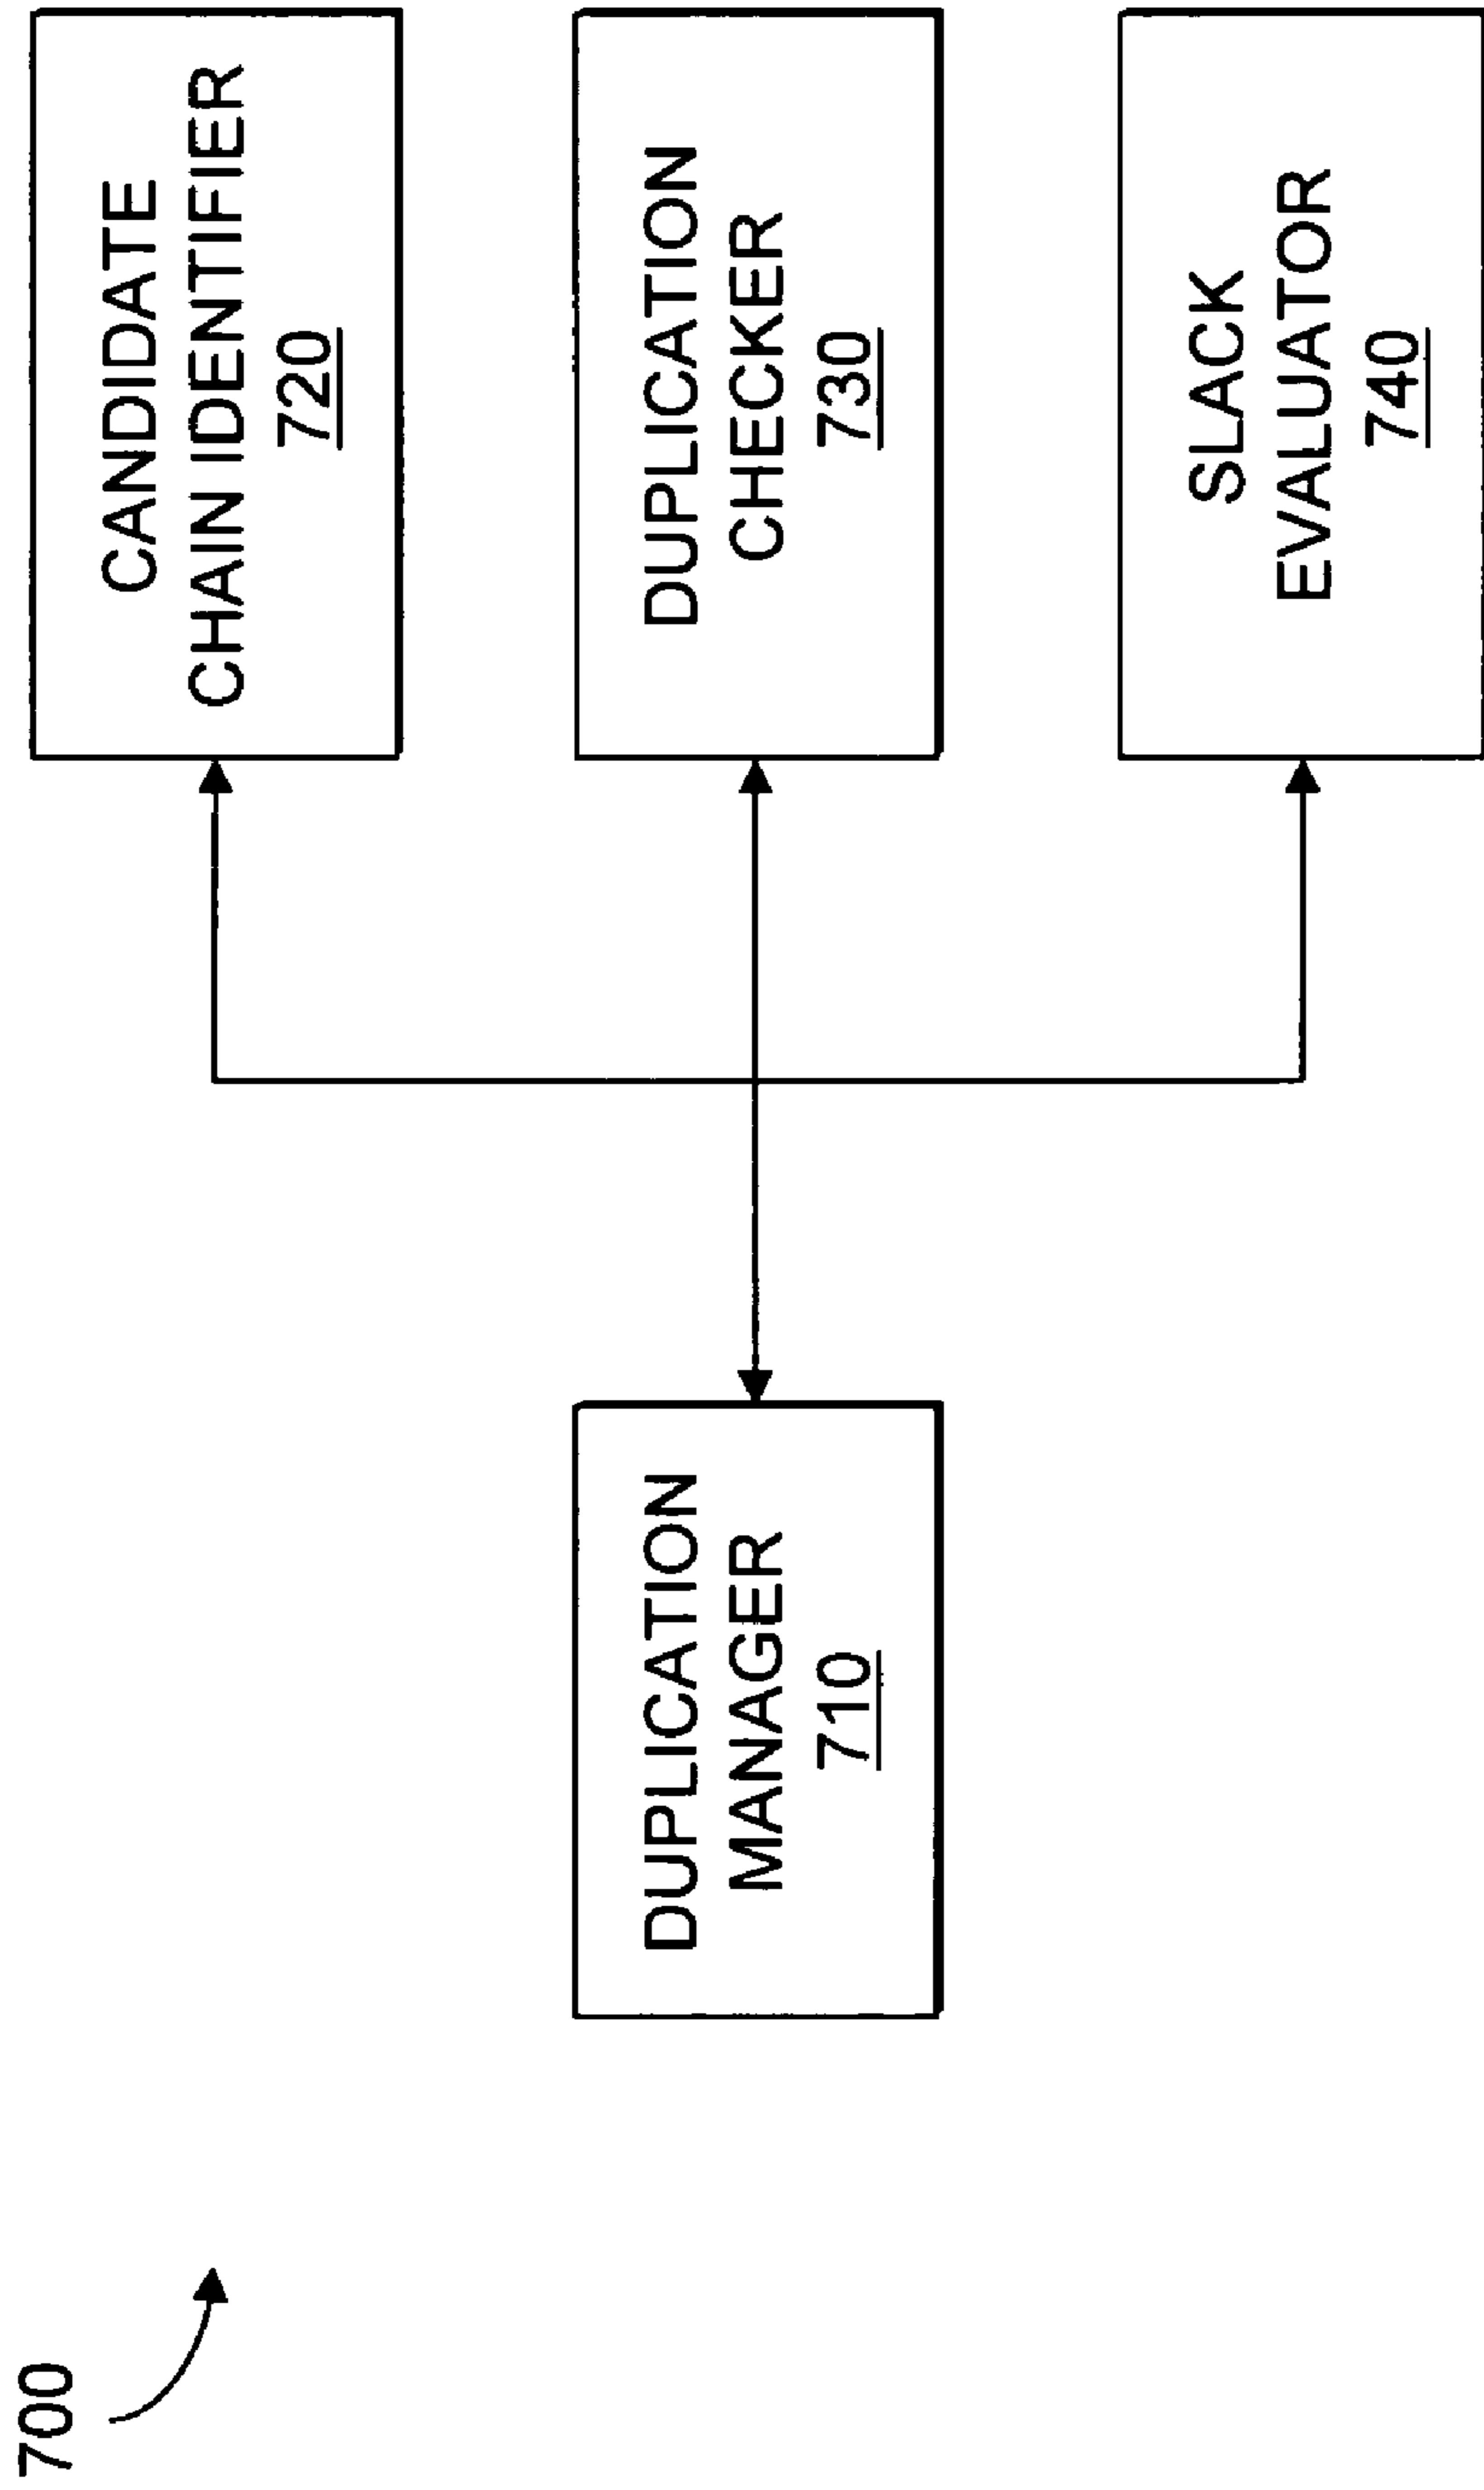 700
DUPLICATION
MANAGER
710
CANDIDATE
CHAIN IDENTIFIER
720
DUPLICATION
CHECKER
730
SLACK
EVALUATOR
740